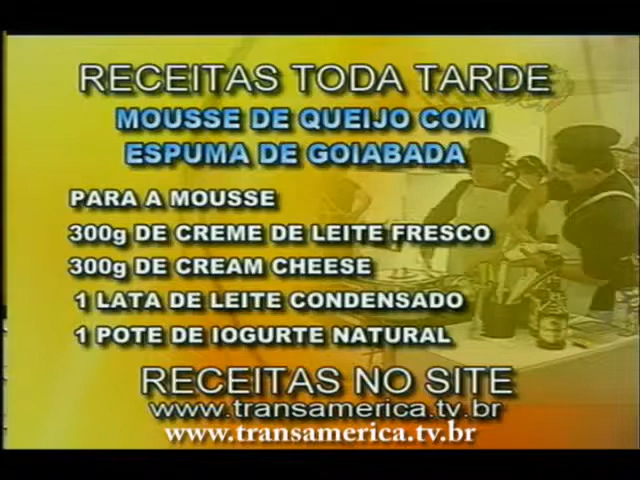 RECEITAS TODA TARDE
MOUSSE DE QUEIJO COM
ESPUMA DE GOIABADA
PARA A MOUSSE
300g DE CREME DE LEITE FRESCO
300g DE CREAM CHEESE
1 LATA DE LEITE CONDENSADO
1 POTE DE IOGURTE NATURAL
RECEITAS NO SITE
www.transamerica.tv.br
www.transamerica.tv.br